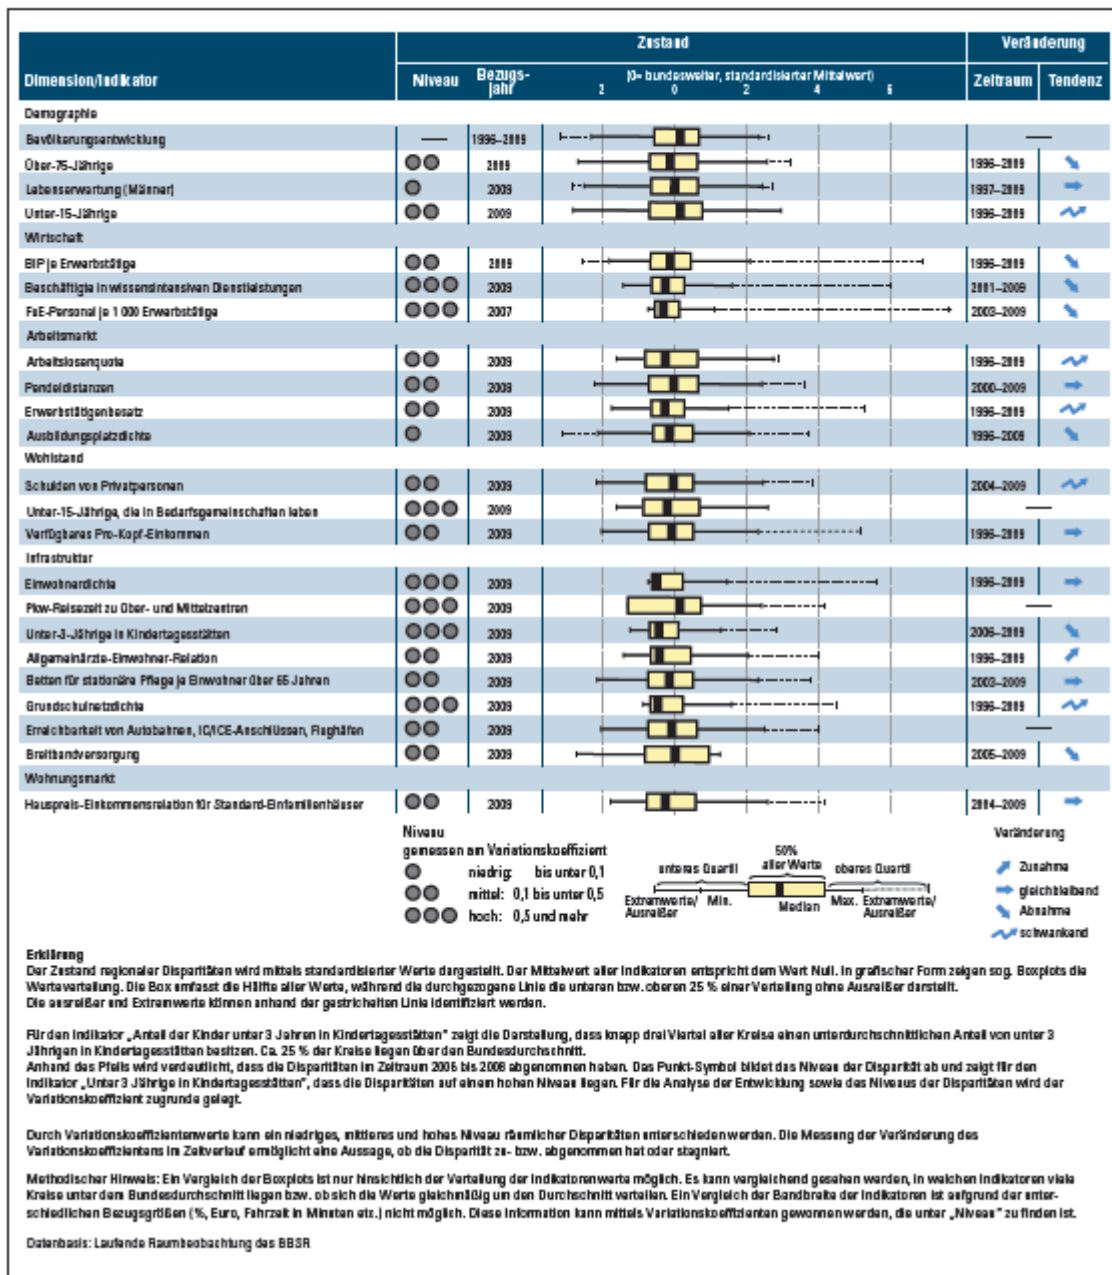 Zustand Veränderung
Dimension/Indikator Niveau Bezugs-jahr (0= bundesweiter, standardisierter Mittelwert) Zeitraum Tendenz
2 0 2 4 6
Demographie
Bevölkerungsentwicklung — 1996–2009 —
Über-75-Jährige 2009 1996–2009
Lebenserwartung (Männer) 2009 1997–2009
Unter-15-Jährige 2009 1996–2009
Wirtschaft
BIP je Erwerbstätige 2009 1996–2009
Beschäftigte in wissensintensiven Dienstleistungen 2009 2001–2009
FuE-Personal je 1 000 Erwerbstätige 2007 2003–2009
Arbeitsmarkt
Arbeitslosenquote 2009 1996–2009
Pendeldistanzen 2009 2000–2009
Erwerbstätigenbesatz 2009 1996–2009
Ausbildungsplatzdichte 2009 1996–2009
Wohlstand
Schulden von Privatpersonen 2009 2004–2009
Unter-15-Jährige, die in Bedarfsgemeinschaften leben 2009 —
Verfügbares Pro-Kopf-Einkommen 2009 1996–2009
Infrastruktur
Einwohnerdichte 2009 1996–2009
Pkw-Reisezeit zu Ober- und Mittelzentren 2009 —
Unter-3-Jährige in Kindertagesstätten 2009 2006–2009
Allgemeinärzte-Einwohner-Relation 2009 1996–2009
Betten für stationäre Pflege je Einwohner über 65 Jahren 2009 2003–2009
Grundschulnetzdichte 2009 1996–2009
Erreichbarkeit von Autobahnen, IC/ICE-Anschlüssen, Flughäfen 2009 —
Breitbandversorgung 2009 2005–2009
Wohnungsmarkt
Hauspreis-Einkommensrelation für Standard-Einfamilienhäuser 2009 2004–2009
Niveau
gemessen am Variationskoeffizient
niedrig: bis unter 0,1
mittel: 0,1 bis unter 0,5
hoch: 0,5 und mehr
50%
unteres Quartil aller Werte oberes Quartil
Extremwerte/ Min. Median Max. Extremwerte/
Ausreißer Ausreißer
Veränderung
Zunahme
gleichbleibend
Abnahme
schwankend
Erklärung
Der Zustand regionaler Disparitäten wird mittels standardisierter Werte dargestellt. Der Mittelwert aller Indikatoren entspricht dem Wert Null. In grafischer Form zeigen sog. Boxplots die
Werteverteilung. Die Box umfasst die Hälfte aller Werte, während die durchgezogene Linie die unteren bzw. oberen 25 % einer Verteilung ohne Ausreißer darstellt.
Die ausreißer und Extremwerte können anhand der gestrichelten Linie identifiziert werden.
Für den Indikator „Anteil der Kinder unter 3 Jahren in Kindertagesstätten" zeigt die Darstellung, dass knapp drei Viertel aller Kreise einen unterdurchschnittlichen Anteil von unter 3
Jährigen in Kindertagesstätten besitzen. Ca. 25 % der Kreise liegen über den Bundesdurchschnitt.
Anhand des Pfeils wird verdeutlicht, dass die Disparitäten im Zeitraum 2006 bis 2008 abgenommen haben. Das Punkt-Symbol bildet das Niveau der Disparität ab und zeigt für den
Indikator „Unter 3 Jährige in Kindertagesstätten", dass die Disparitäten auf einem hohen Niveau liegen. Für die Analyse der Entwicklung sowie des Niveaus der Disparitäten wird der
Variationskoeffizient zugrunde gelegt.
Durch Variationskoeffizientenwerte kann ein niedriges, mittleres und hohes Niveau räumlicher Disparitäten unterschieden werden. Die Messung der Veränderung des
Variationskoeffizientens im Zeitverlauf ermöglicht eine Aussage, ob die Disparität zu- bzw. abgenommen hat oder stagniert.
Methodischer Hinweis: Ein Vergleich der Boxplots ist nur hinsichtlich der Verteilung der Indikatorenwerte möglich. Es kann vergleichend gesehen werden, in welchen Indikatoren viele
Kreise unter dem Bundesdurchschnitt liegen bzw. ob sich die Werte gleichmäßig um den Durchschnitt verteilen. Ein Vergleich der Bandbreite der Indikatoren ist aufgrund der unter-
schiedlichen Bezugsgrößen (%, Euro, Fahrzeit in Minuten etc.) nicht möglich. Diese Information kann mittels Variationskoeffizienten gewonnen werden, die unter „Niveau" zu finden ist.
Datenbasis: Laufende Raumbeobachtung des BBSR